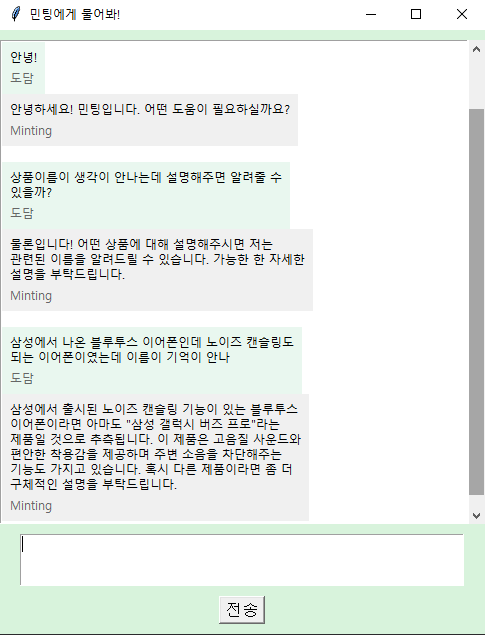 민팅에게 물어봐!
안녕!
도담
안녕하세요! 민팅입니다. 어떤 도움이 필요하실까요?
Minting
상품이름이 생각이 안나는데 설명해주면 알려줄 수
있을까?
도담
물론입니다! 어떤 상품에 대해 설명해주시면 저는
관련된 이름을 알려드릴 수 있습니다. 가능한 한 자세한
설명을 부탁드립니다.
Minting
삼성에서 나온 블루투스 이어폰인데 노이즈 캔슬링도
되는 이어폰이였는데 이름이 기억이 안나
도담
삼성에서 출시된 노이즈 캔슬링 기능이 있는 블루투스
이어폰이라면 아마도 "삼성 갤럭시 버즈 프로"라는
제품일 것으로 추측됩니다. 이 제품은 고음질 사운드와
편안한 착용감을 제공하며 주변 소음을 차단해주는
기능도 가지고 있습니다. 혹시 다른 제품이라면 좀 더
구체적인 설명을 부탁드립니다.
Minting
전송